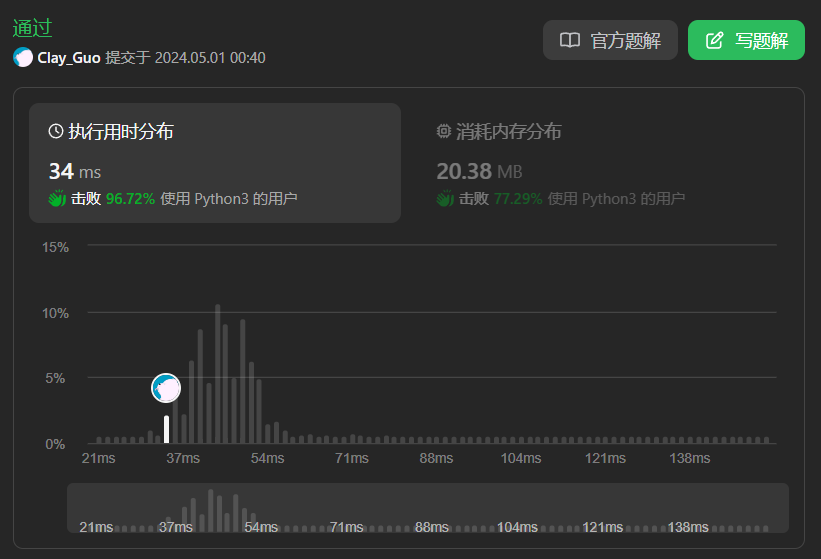 通过
Clay_Guo 提交于 2024.05.01 00:40
官方题解
写题解
执行用时分布
34 ms
击败 96.72% 使用 Python3 的用户
消耗内存分布
20.38 MB
击败 77.29% 使用 Python3 的用户
15%
10%
5%
0%
21ms 37ms 54ms 71ms 88ms 104ms 121ms 138ms
21ms 37ms 54ms 71ms 88ms 104ms 121ms 138ms